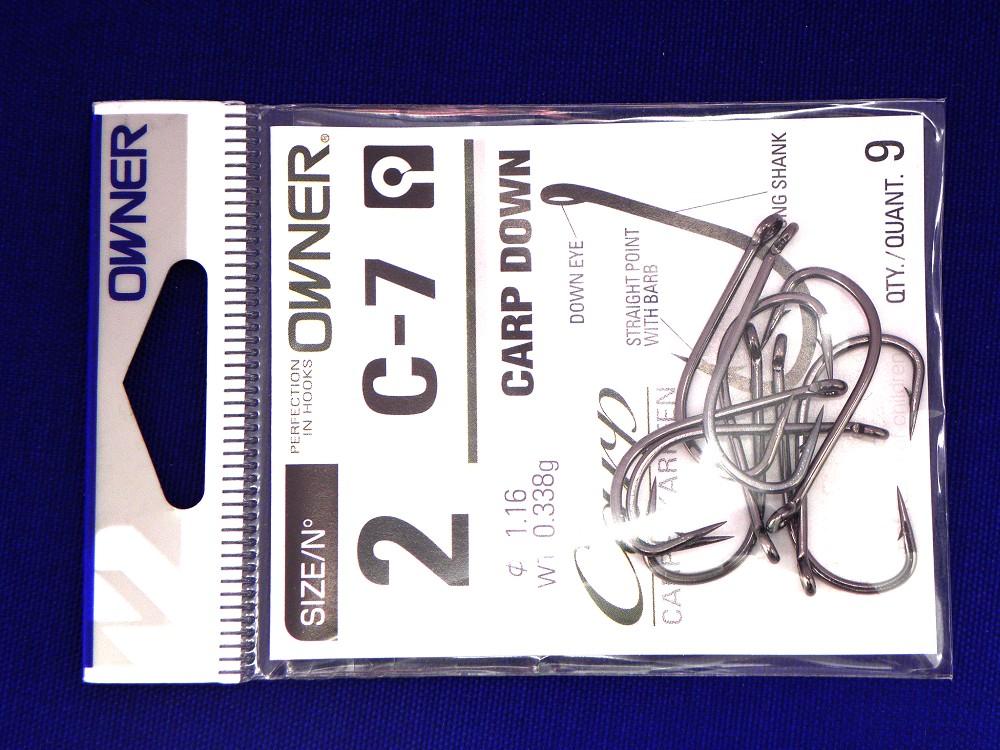 OWNER
OWNER®
PERFECTION
IN HOOKS
C-7
SIZE/N°
2
CARP DOWN
1.16
0.338g
DOWN EYE
STRAIGHT POINT
WITH BARB
SHANK
QTY./QUANT. 9